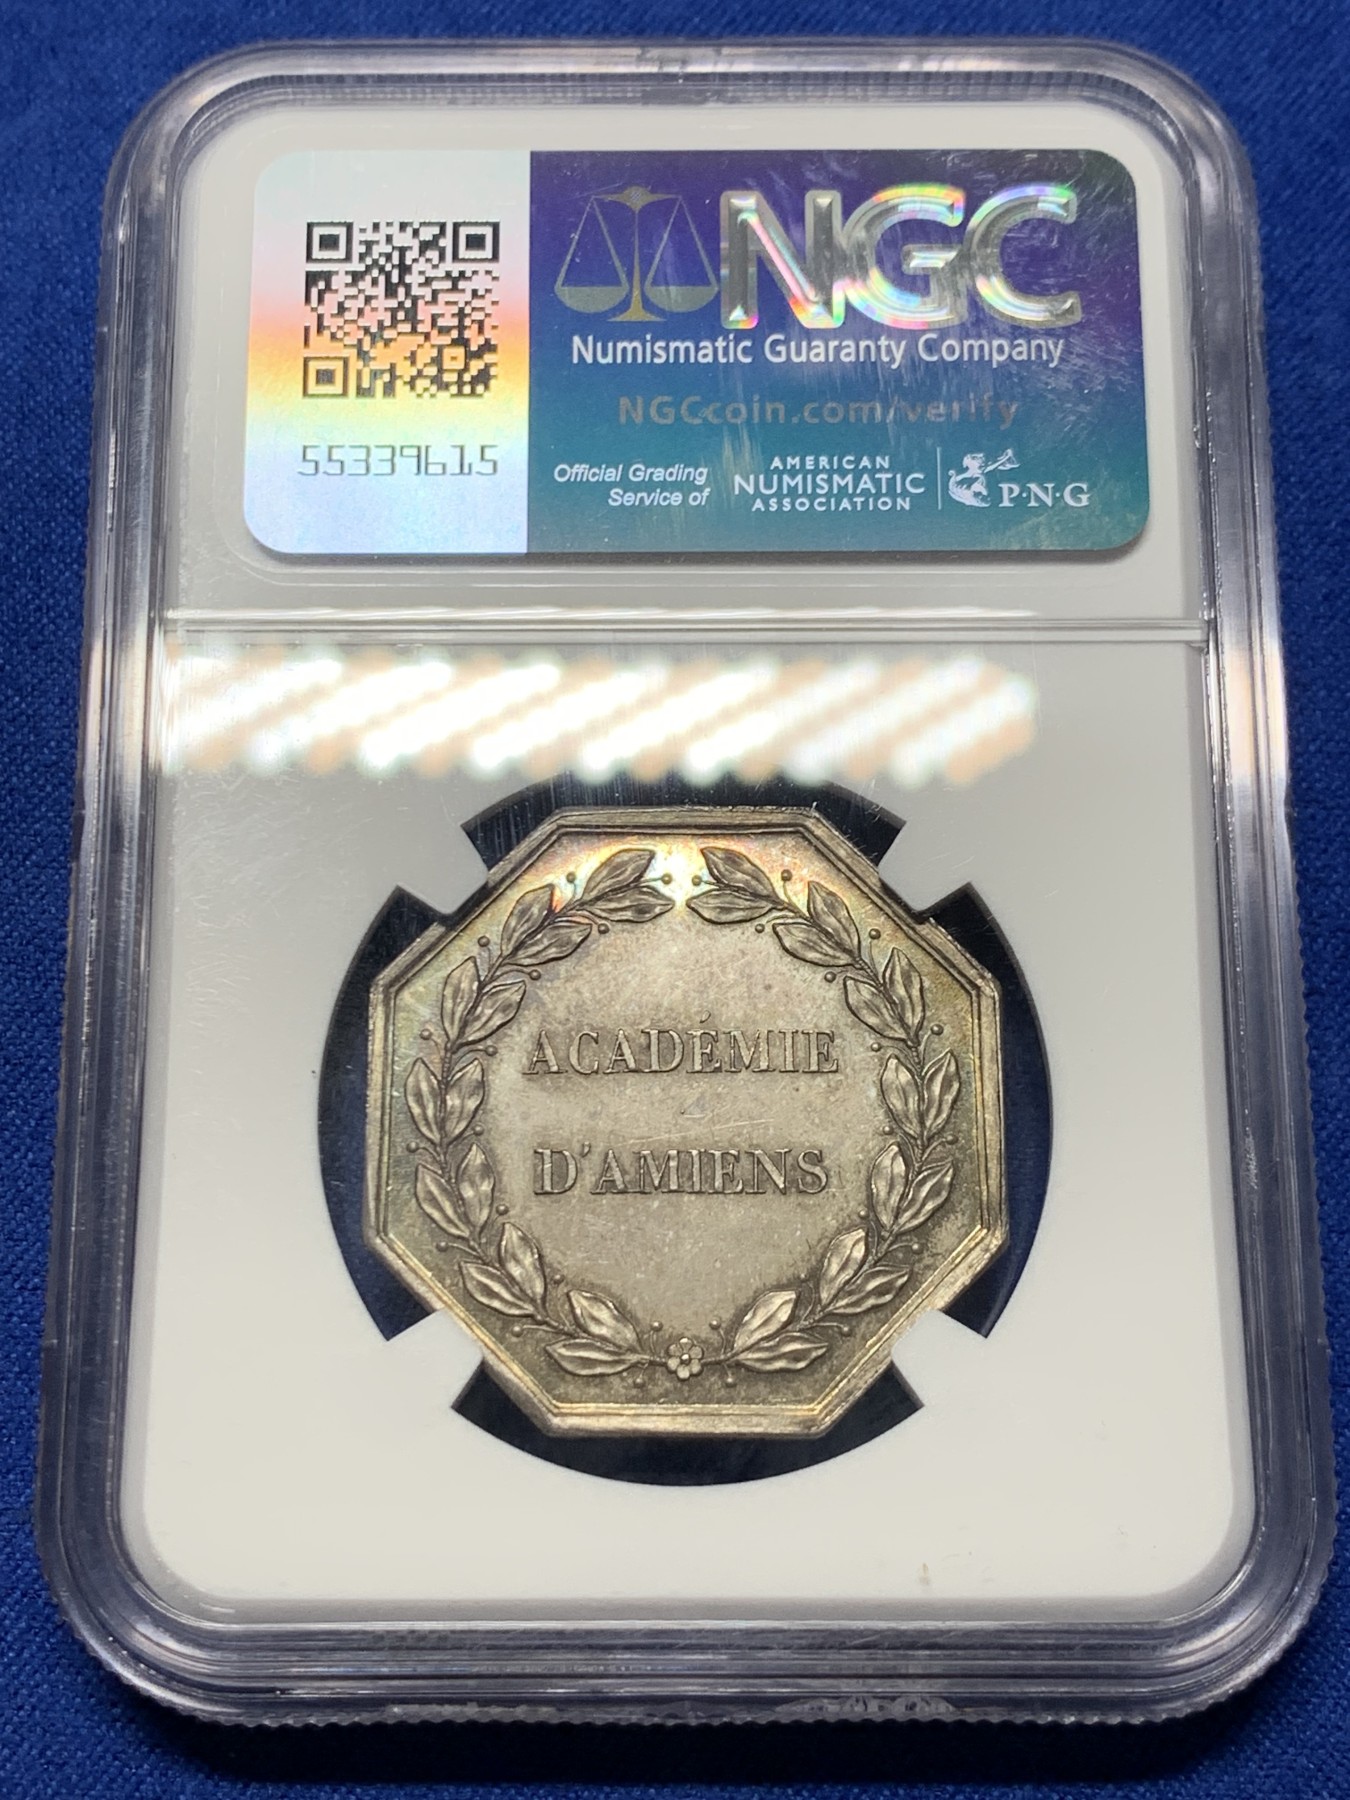 NGC
Numismatic Guaranty Company
NGCcoin.com/verify
55339615
Official Grading
Service of
AMERICAN
NUMISMATIC
ASSOCIATION
P·N·G
ACADÉMIE
D'AMIENS